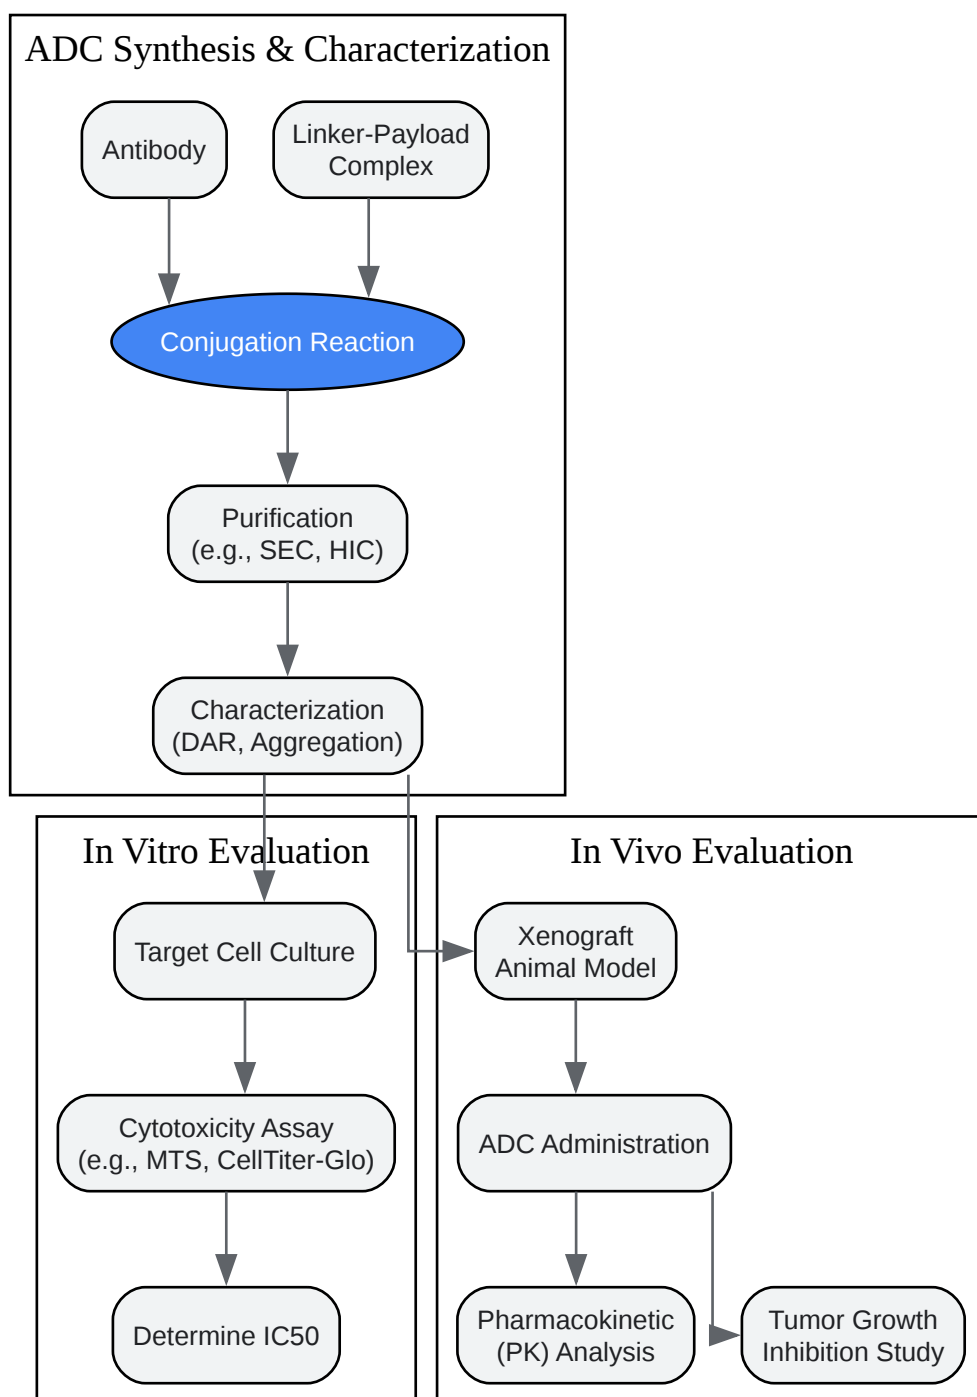 ADC Synthesis & Characterization
Antibody
Linker-Payload
Complex
Conjugation Reaction
Purification
(e.g., SEC, HIC)
Characterization
(DAR, Aggregation)
In Vitro Evaluation
Target Cell Culture
Cytotoxicity Assay
(e.g., MTS, CellTiter-Glo)
Determine IC50
In Vivo Evaluation
Xenograft
Animal Model
ADC Administration
Pharmacokinetic
(PK) Analysis
Tumor Growth
Inhibition Study